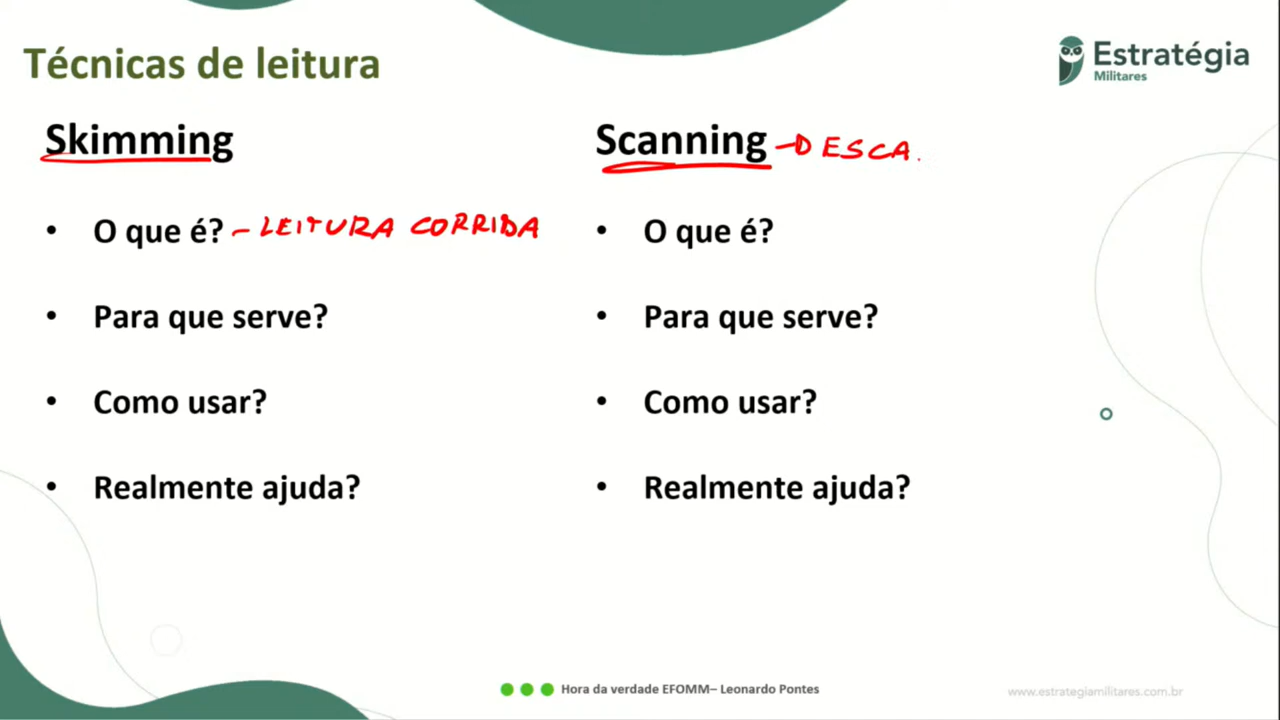 Técnicas de leitura
Estratégia
Militares
Skimming
• O que é? – LEITURA CORRIDA
• Para que serve?
• Como usar?
• Realmente ajuda?
Scanning → ESCA.
• O que é?
• Para que serve?
• Como usar?
• Realmente ajuda?
Hora da verdade EFOMM– Leonardo Pontes
www.estrategiamilitares.com.br